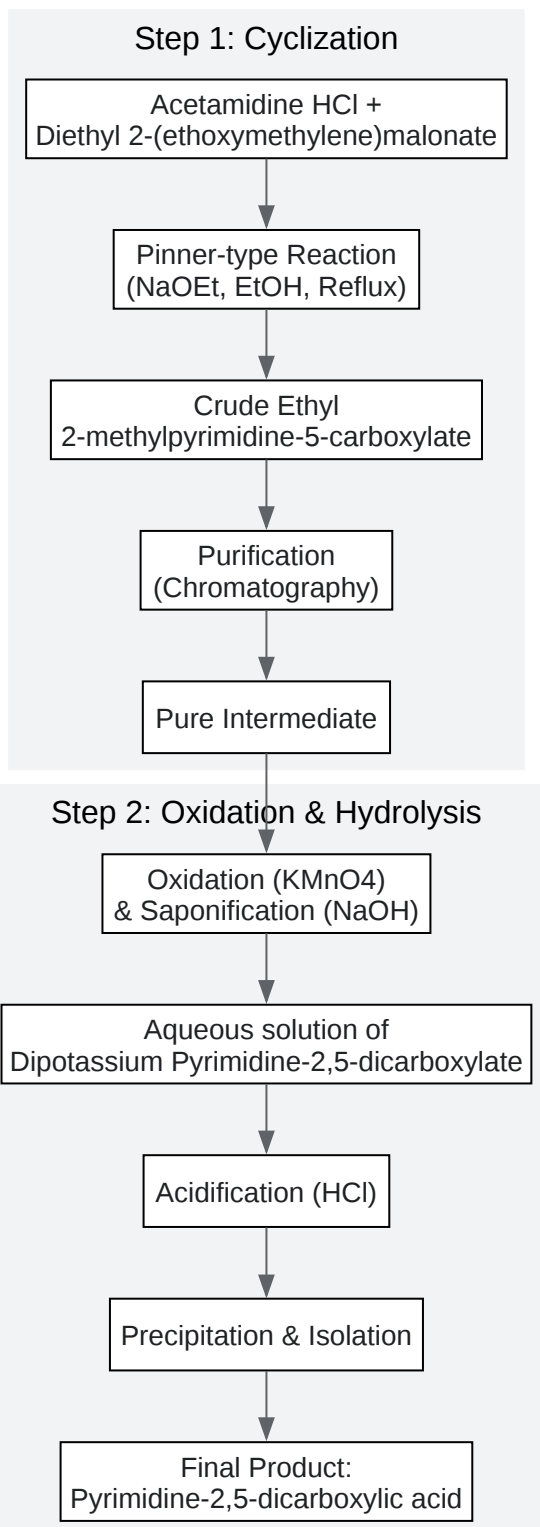 Step 1: Cyclization
Acetamidine HCl +
Diethyl 2-(ethoxymethylene)malonate
Pinner-type Reaction
(NaOEt, EtOH, Reflux)
Crude Ethyl
2-methylpyrimidine-5-carboxylate
Purification
(Chromatography)
Pure Intermediate
Step 2: Oxidation & Hydrolysis
Oxidation (KMnO4)
& Saponification (NaOH)
Aqueous solution of
Dipotassium Pyrimidine-2,5-dicarboxylate
Acidification (HCl)
Precipitation & Isolation
Final Product:
Pyrimidine-2,5-dicarboxylic acid